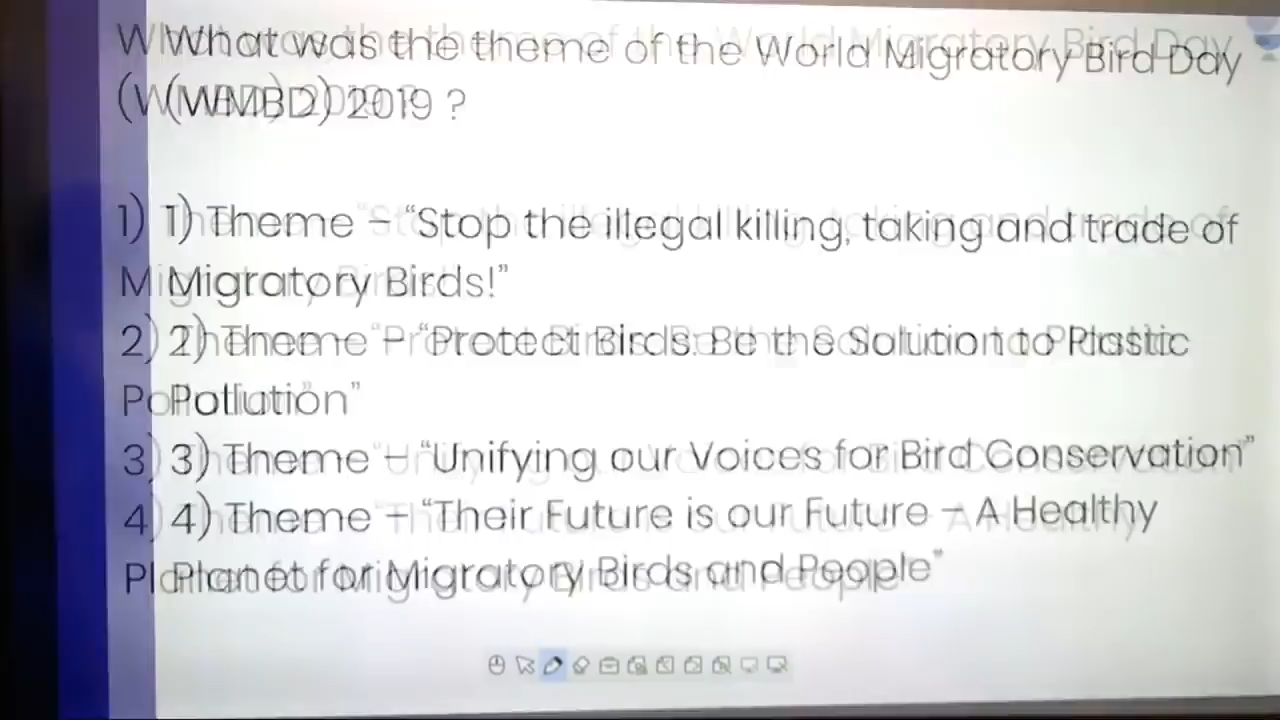 What was the theme of the World Migratory Bird Day
(WMBD) 2019 ?
1) Theme – “Stop the illegal killing, taking and trade of
Migratory Birds!”
2) Theme – “Protect Birds: Be the Solution to Plastic
Pollution”
3) Theme – “Unifying our Voices for Bird Conservation”
4) Theme – “Their Future is our Future – A Healthy
Planet for Migratory Birds and People”